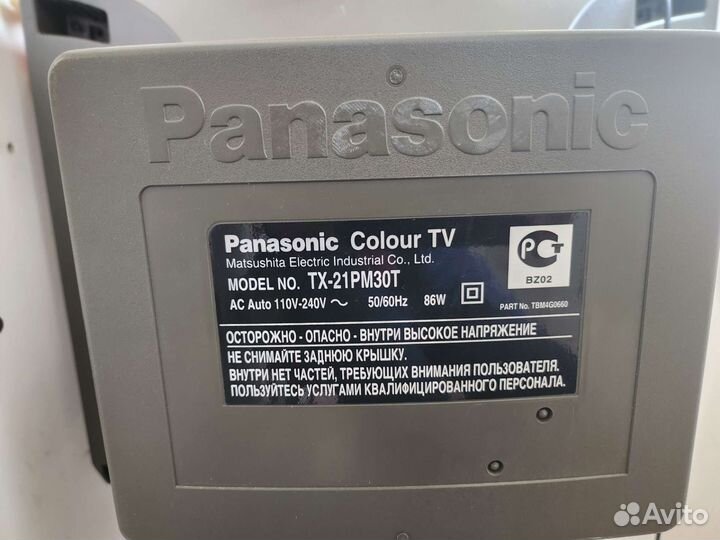 Panasonic
Panasonic Colour TV
Matsushita Electric Industrial Co., Ltd.
MODEL NO. TX-21PM30T
AC Auto 110V-240V ~ 50/60Hz 86W
РСТ
BZ02
PART No. TBM4G0660
ОСТОРОЖНО - ОПАСНО - ВНУТРИ ВЫСОКОЕ НАПРЯЖЕНИЕ
НЕ СНИМАЙТЕ ЗАДНЮЮ КРЫШКУ.
ВНУТРИ НЕТ ЧАСТЕЙ, ТРЕБУЮЩИХ ВНИМАНИЯ ПОЛЬЗОВАТЕЛЯ.
ПОЛЬЗУЙТЕСЬ УСЛУГАМИ КВАЛИФИЦИРОВАННОГО ПЕРСОНАЛА.
Avito